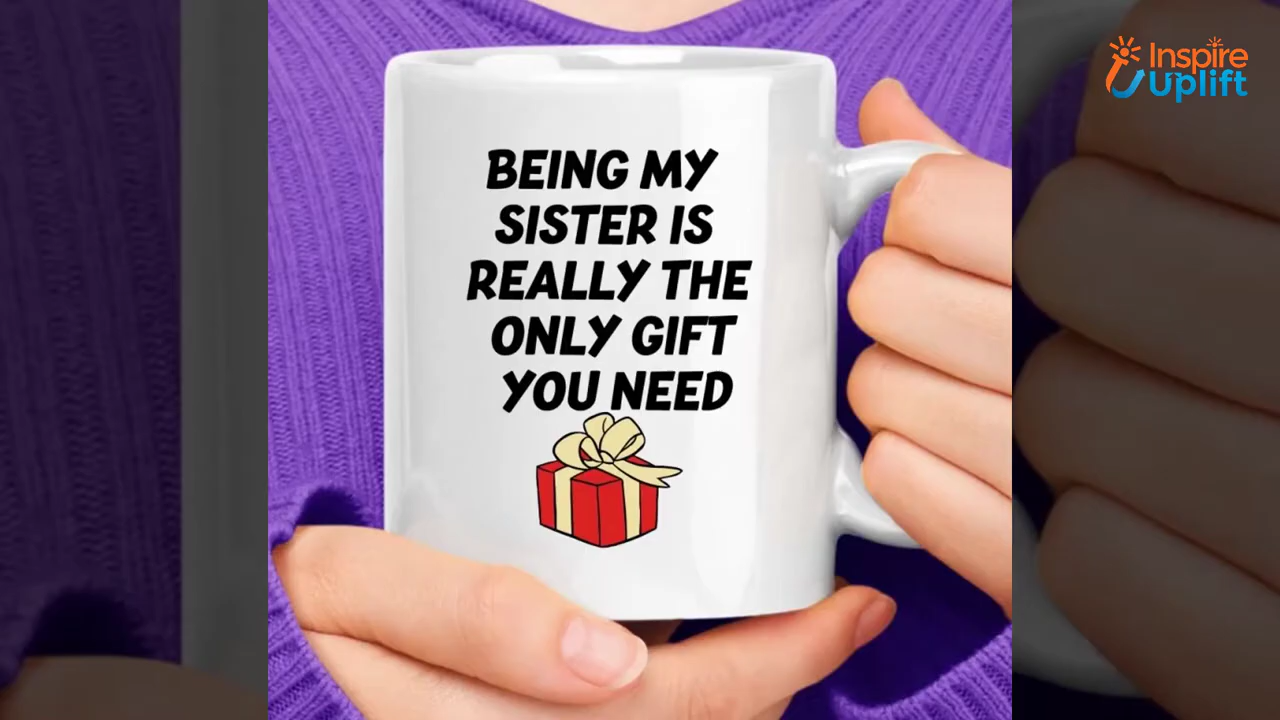 Inspire
Uplift
BEING MY
SISTER IS
REALLY THE
ONLY GIFT
YOU NEED